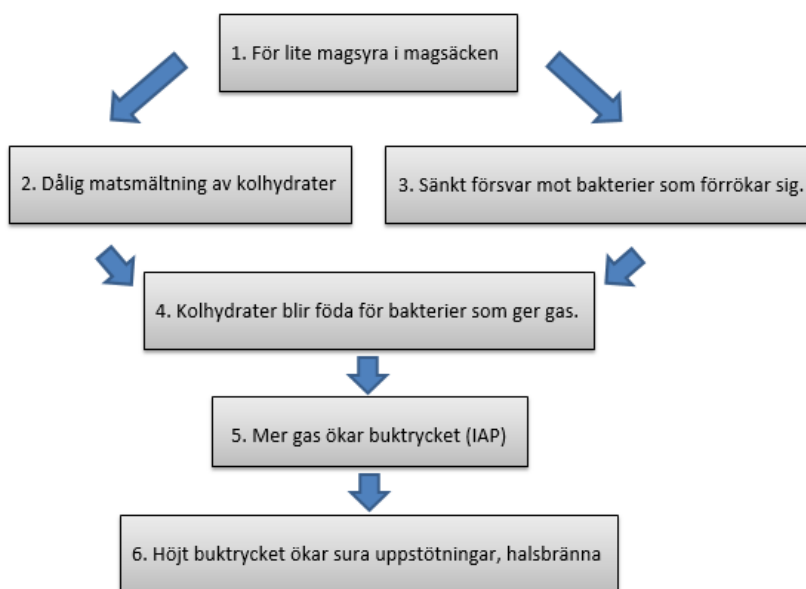 1. För lite magsyra i magsäcken
2. Dålig matsmältning av kolhydrater
3. Sänkt försvar mot bakterier som förrökar sig.
4. Kolhydrater blir föda för bakterier som ger gas.
5. Mer gas ökar buktrycket (IAP)
6. Höjt buktrycket ökar sura uppstötningar, halsbränna